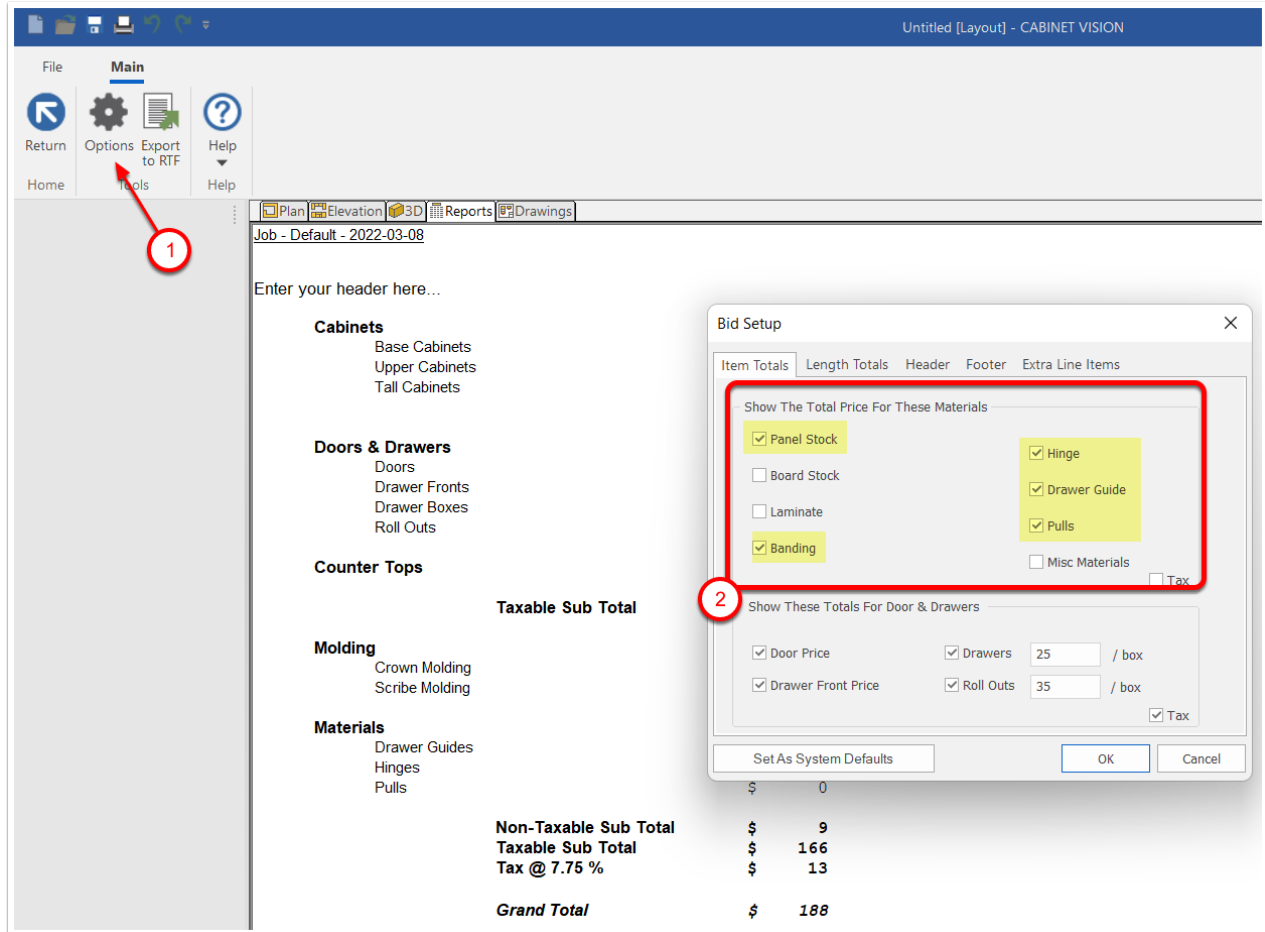 Untitled [Layout] - CABINET VISION
File Main
Return Options Export to RTF Help
Home Tools Help
1
Plan Elevation 3D Reports Drawings
Job - Default - 2022-03-08
Enter your header here...
Cabinets
Base Cabinets
Upper Cabinets
Tall Cabinets
Doors & Drawers
Doors
Drawer Fronts
Drawer Boxes
Roll Outs
Counter Tops
Taxable Sub Total
Molding
Crown Molding
Scribe Molding
Materials
Drawer Guides
Hinges
Pulls $ 0
Non-Taxable Sub Total $ 9
Taxable Sub Total $ 166
Tax @ 7.75 % $ 13
Grand Total $ 188
Bid Setup
Item Totals Length Totals Header Footer Extra Line Items
Show The Total Price For These Materials
Panel Stock
Hinge
Board Stock
Drawer Guide
Laminate
Pulls
Banding
Misc Materials
Tax
2
Show These Totals For Door & Drawers
Door Price Drawers 25 / box
Drawer Front Price Roll Outs 35 / box
Tax
Set As System Defaults OK Cancel